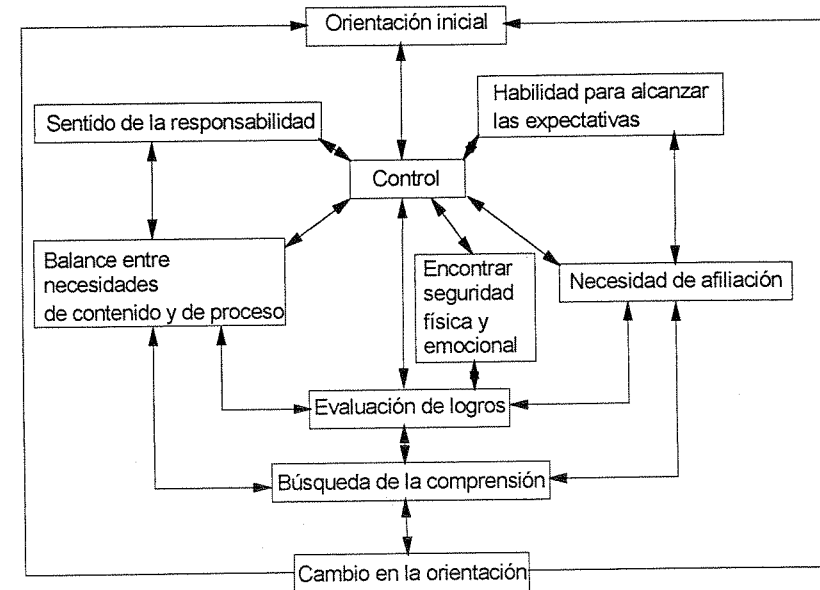 Orientación inicial
Habilidad para alcanzar
las expectativas
Sentido de la responsabilidad
Control
Balance entre
necesidades
de contenido y de proceso
Encontrar
seguridad
física y
emocional
Necesidad de afiliación
Evaluación de logros
Búsqueda de la comprensión
Cambio en la orientación